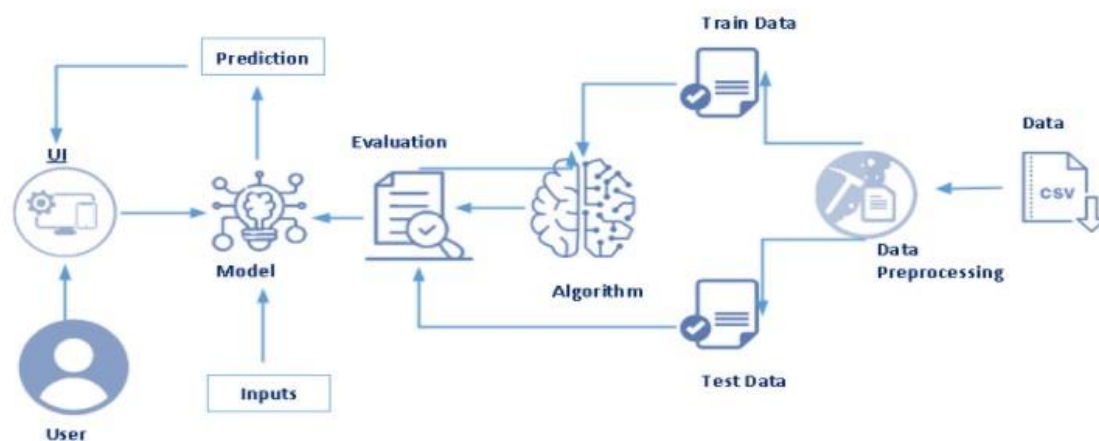 Train Data
Prediction
Data
Evaluation
UI
CSV
Model
Data
Preprocessing
Algorithm
Inputs
Test Data
User